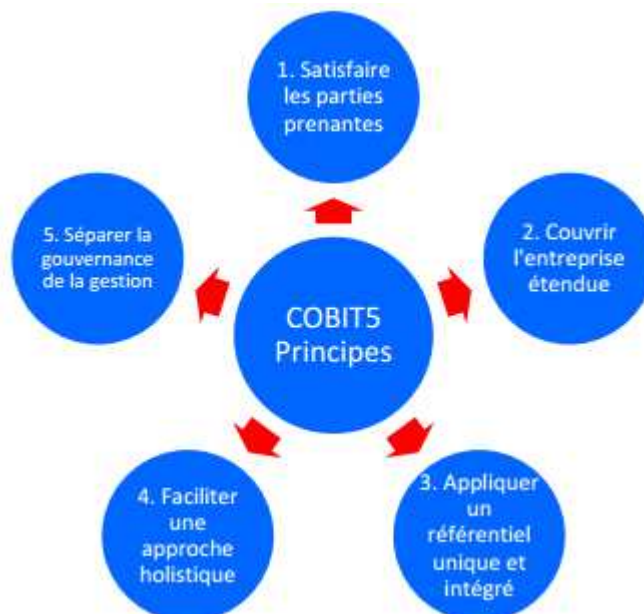 1. Satisfaire
les parties
prenantes
2. Couvrir
l'entreprise
étendue
3. Appliquer
un
référentiel
unique et
intégré
4. Faciliter
une
approche
holistique
5. Séparer la
gouvernance
de la gestion
COBIT5
Principes